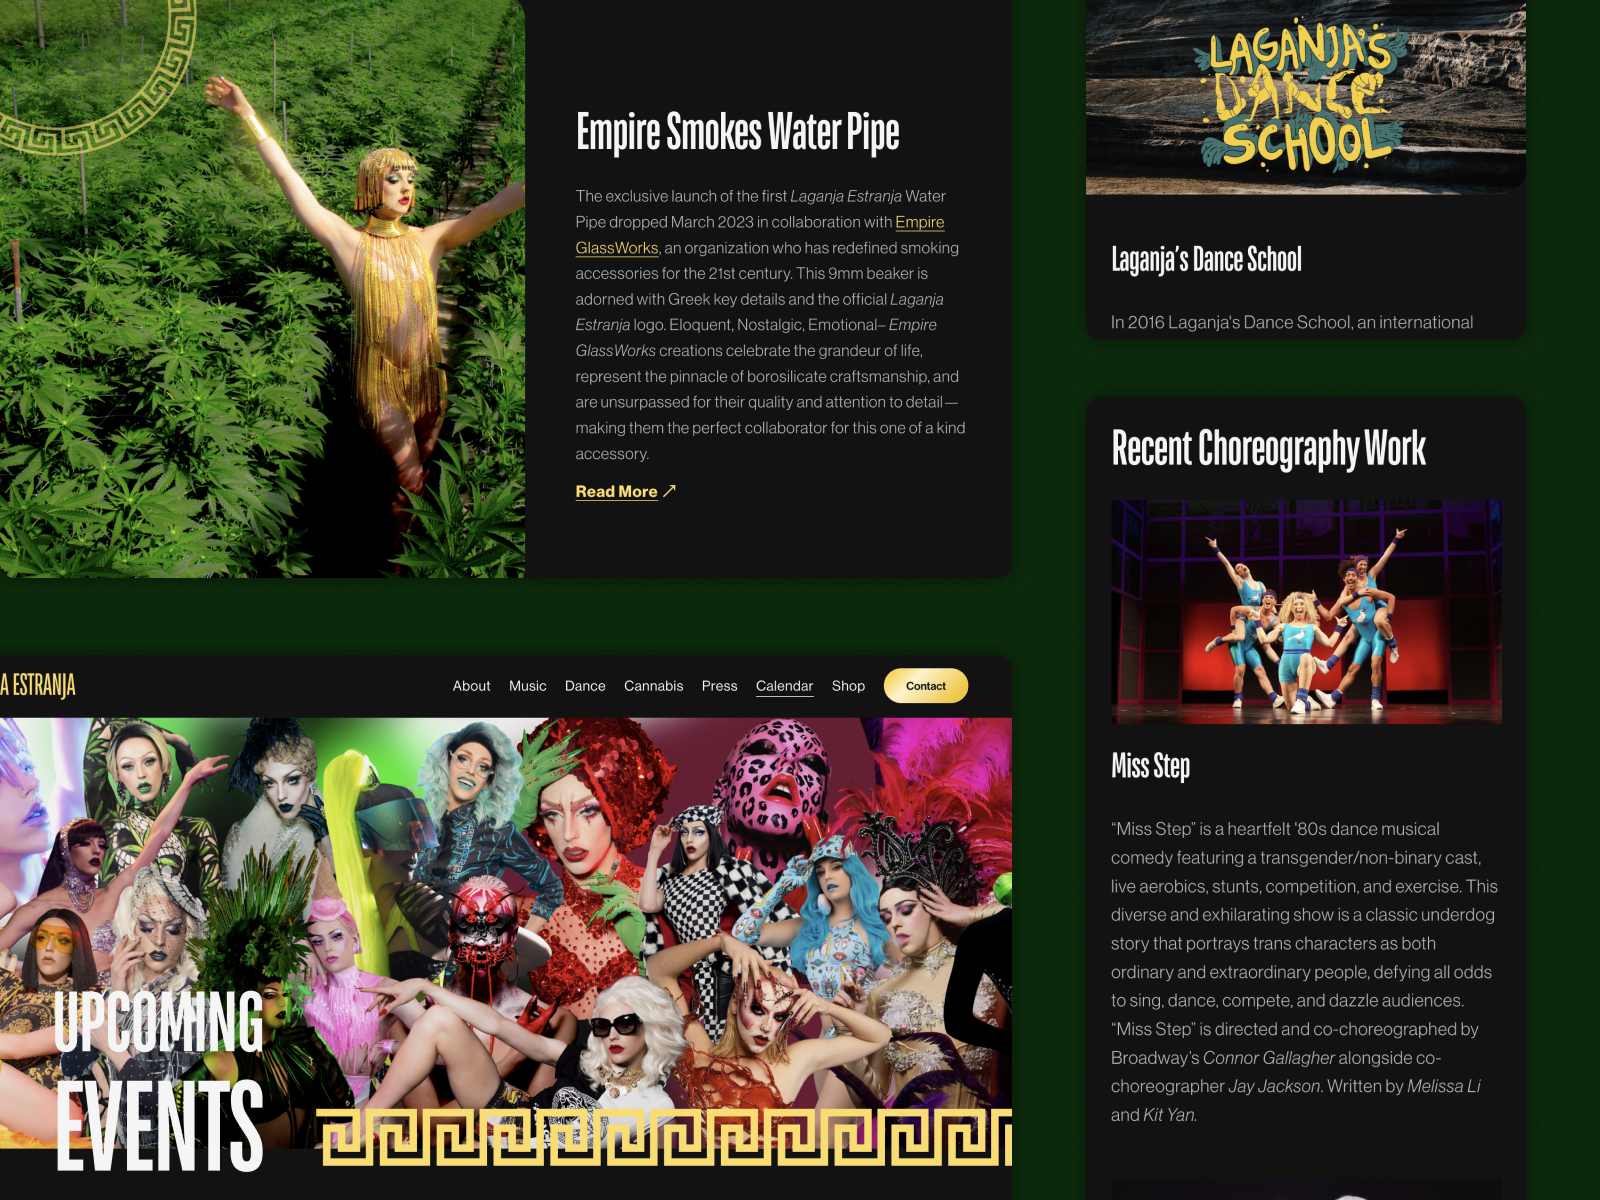 Empire Smokes Water Pipe
The exclusive launch of the first Laganja Estranja Water
Pipe dropped March 2023 in collaboration with Empire
GlassWorks, an organization who has redefined smoking
accessories for the 21st century. This 9mm beaker is
adorned with Greek key details and the official Laganja
Estranja logo. Eloquent, Nostalgic, Emotional– Empire
GlassWorks creations celebrate the grandeur of life,
represent the pinnacle of borosilicate craftsmanship, and
are unsurpassed for their quality and attention to detail—
making them the perfect collaborator for this one of a kind
accessory.
Read More ↗
A ESTRANJA
About Music Dance Cannabis Press Calendar Shop Contact
UPCOMING
EVENTS
LAGANJA'S
DANCE
SCHOOL
Laganja's Dance School
In 2016 Laganja's Dance School, an international
Recent Choreography Work
Miss Step
“Miss Step” is a heartfelt '80s dance musical
comedy featuring a transgender/non-binary cast,
live aerobics, stunts, competition, and exercise. This
diverse and exhilarating show is a classic underdog
story that portrays trans characters as both
ordinary and extraordinary people, defying all odds
to sing, dance, compete, and dazzle audiences.
“Miss Step” is directed and co-choreographed by
Broadway's Connor Gallagher alongside co-
choreographer Jay Jackson. Written by Melissa Li
and Kit Yan.